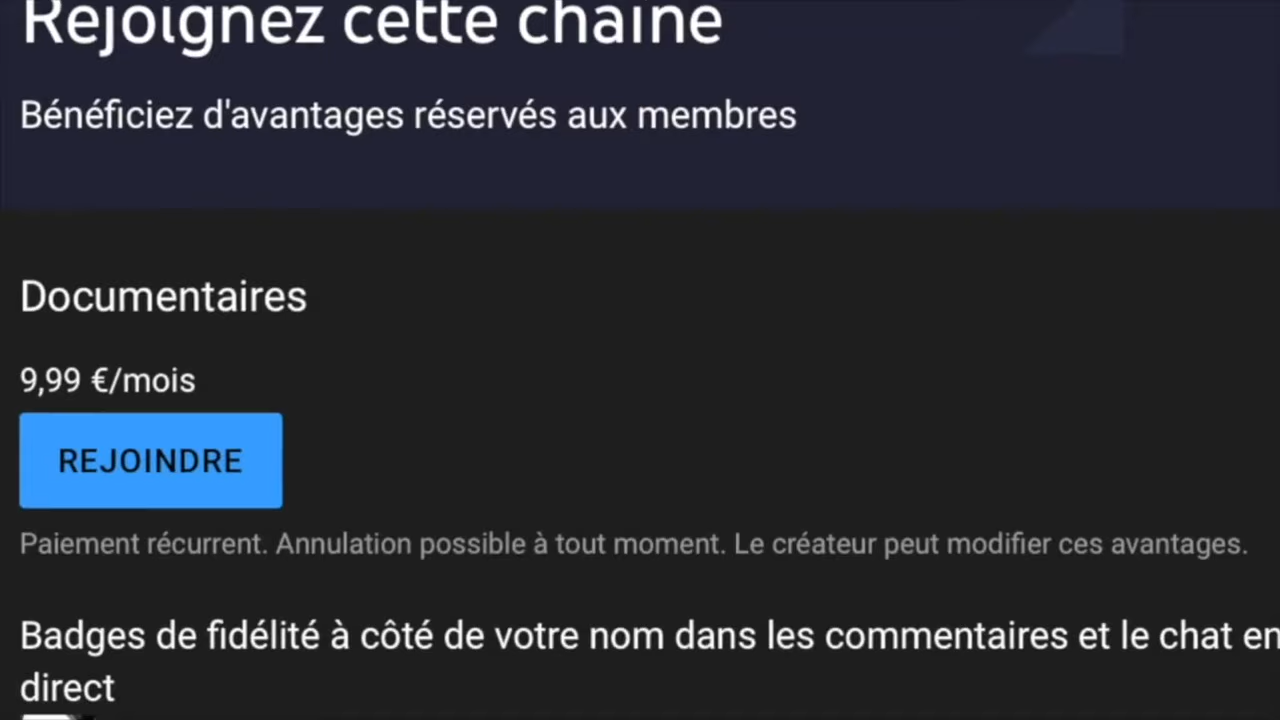 Rejoignez cette chaîne
Bénéficiez d'avantages réservés aux membres
Documentaires
9,99 €/mois
REJOINDRE
Paiement récurrent. Annulation possible à tout moment. Le créateur peut modifier ces avantages.
Badges de fidélité à côté de votre nom dans les commentaires et le chat en
direct